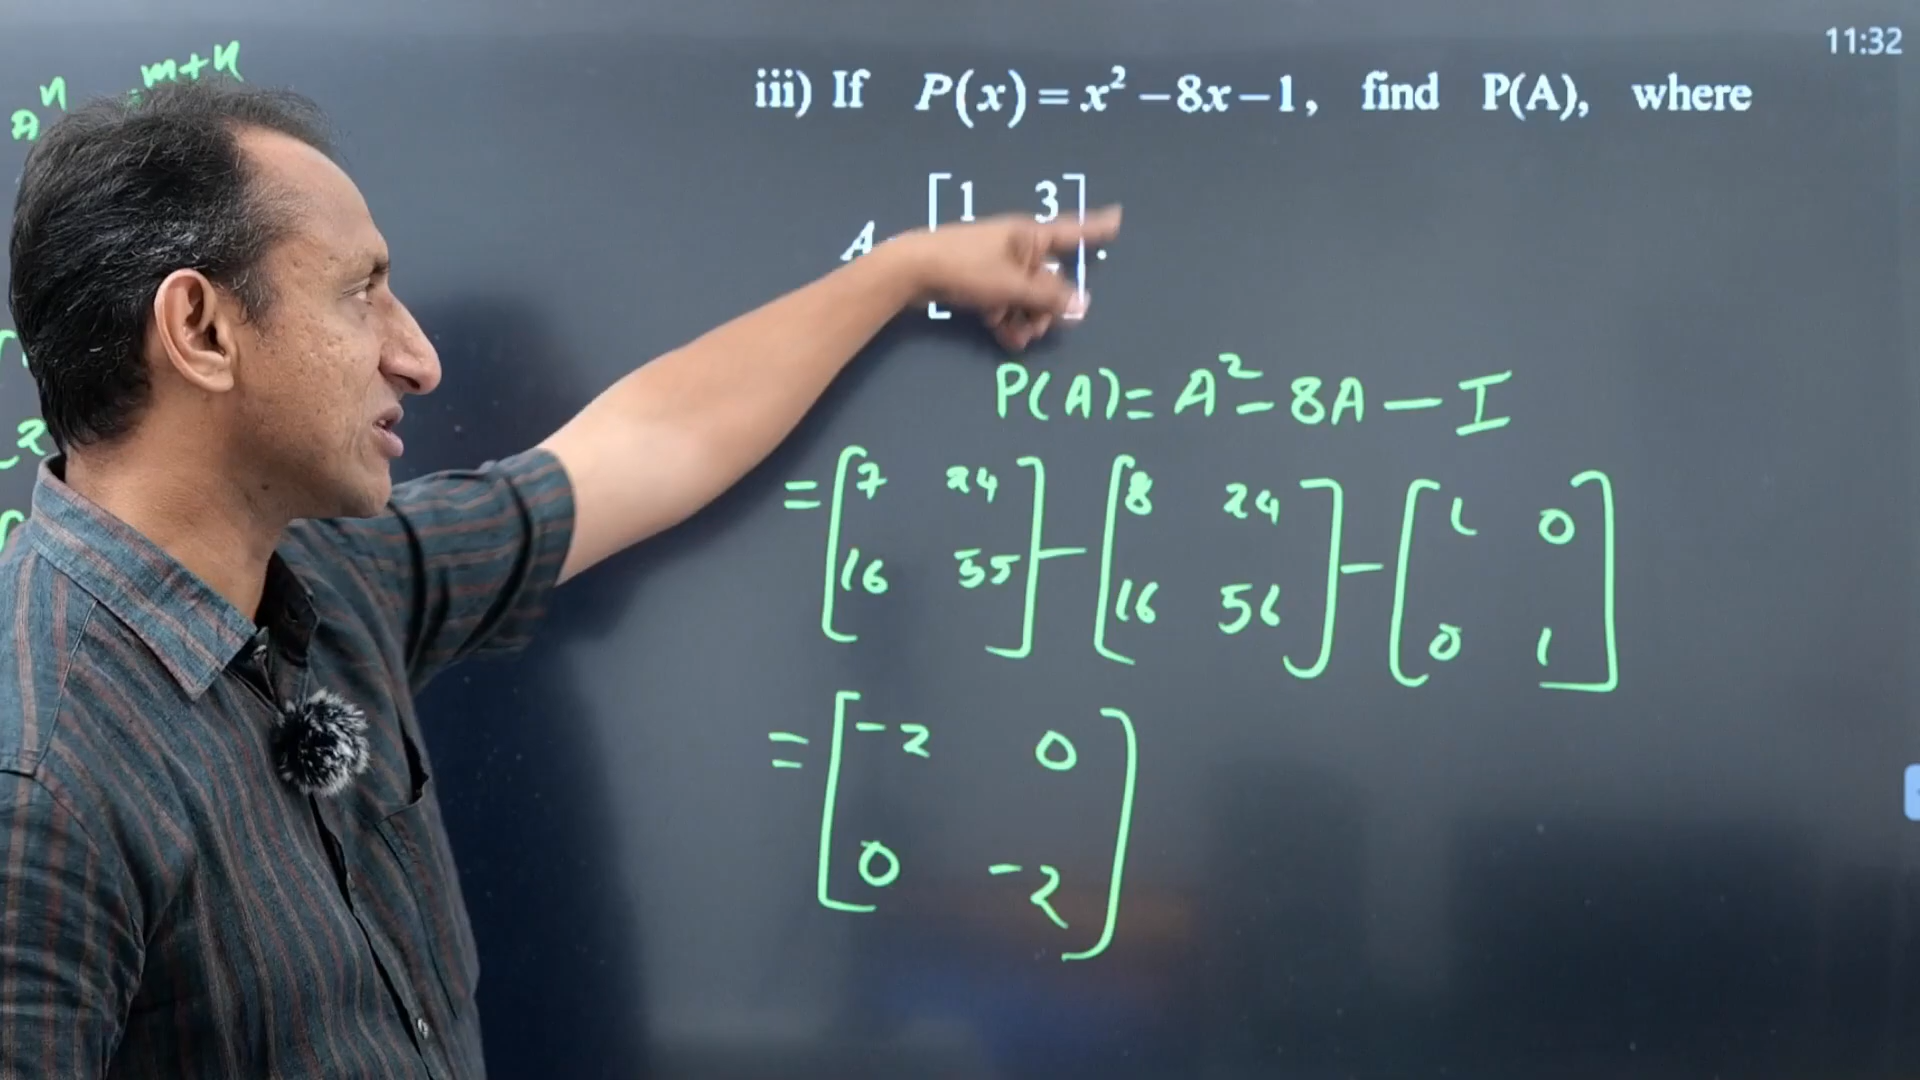 11:32
A^n m+n
iii) If P(x) = x² − 8x − 1, find P(A), where
A [1 3] .
P(A) = A² − 8A − I
= [7 24 − [8 24 − [1 0
16 55] 16 56] 0 1]
= [-2 0
0 -2]
2